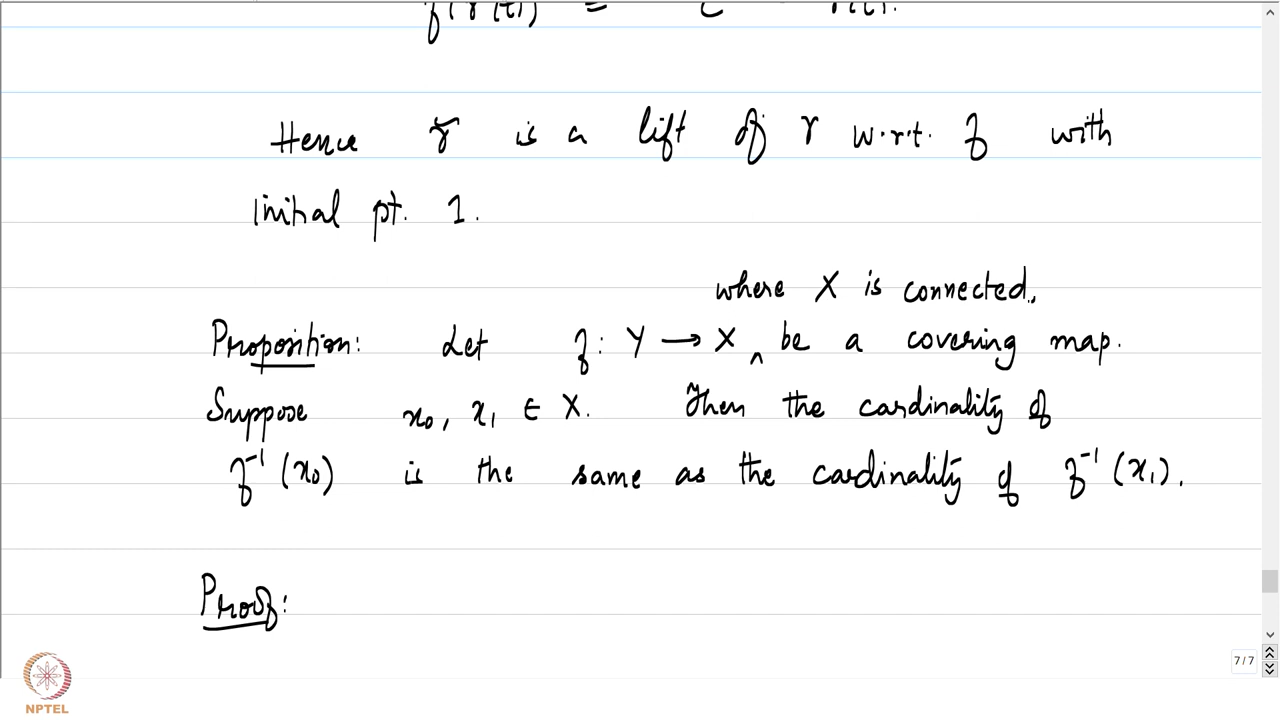 Hence γ̃ is a lift of γ w.r.t. q with
initial pt. 1.
where X is connected,
Proposition: Let q: Y ⟶ X ^ be a covering map.
Suppose x₀, x₁ ∈ X. Then the cardinality of
q⁻¹(x₀) is the same as the cardinality of q⁻¹(x₁).
Proof:
7/7
NPTEL